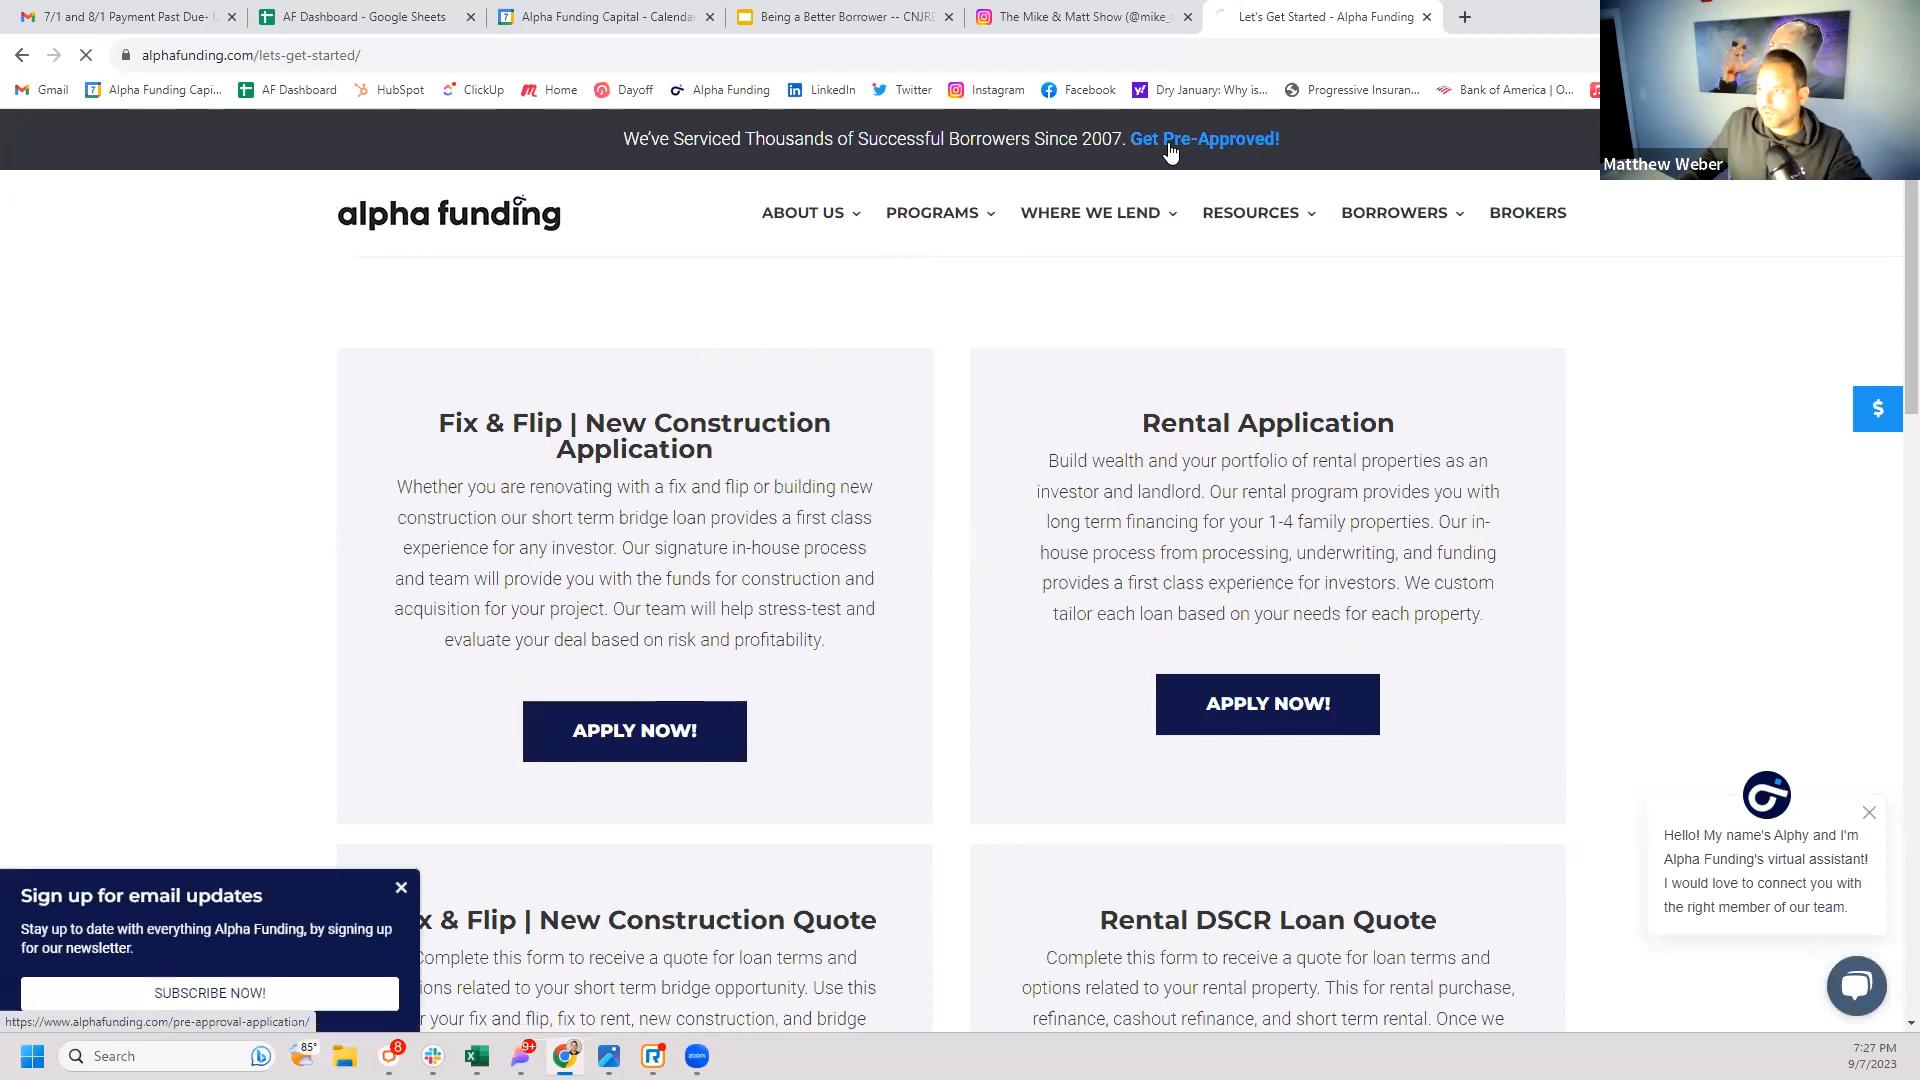 7/1 and 8/1 Payment Past Due-
AF Dashboard - Google Sheets
Alpha Funding Capital - Calenda
Being a Better Borrower -- CNJRE
The Mike & Matt Show (@mike_
Let's Get Started - Alpha Funding
alphafunding.com/lets-get-started/
Gmail
Alpha Funding Capi...
AF Dashboard
HubSpot
ClickUp
Home
Dayoff
Alpha Funding
LinkedIn
Twitter
Instagram
Facebook
Dry January: Why is...
Progressive Insuran...
Bank of America | O...
We've Serviced Thousands of Successful Borrowers Since 2007. Get Pre-Approved!
Matthew Weber
alpha funding
ABOUT US
PROGRAMS
WHERE WE LEND
RESOURCES
BORROWERS
BROKERS
$
Fix & Flip | New Construction
Application
Whether you are renovating with a fix and flip or building new
construction our short term bridge loan provides a first class
experience for any investor. Our signature in-house process
and team will provide you with the funds for construction and
acquisition for your project. Our team will help stress-test and
evaluate your deal based on risk and profitability.
APPLY NOW!
Rental Application
Build wealth and your portfolio of rental properties as an
investor and landlord. Our rental program provides you with
long term financing for your 1-4 family properties. Our in-
house process from processing, underwriting, and funding
provides a first class experience for investors. We custom
tailor each loan based on your needs for each property.
APPLY NOW!
x & Flip | New Construction Quote
Complete this form to receive a quote for loan terms and
ions related to your short term bridge opportunity. Use this
r your fix and flip, fix to rent, new construction, and bridge
Rental DSCR Loan Quote
Complete this form to receive a quote for loan terms and
options related to your rental property. This for rental purchase,
refinance, cashout refinance, and short term rental. Once we
Hello! My name's Alphy and I'm
Alpha Funding's virtual assistant!
I would love to connect you with
the right member of our team.
Sign up for email updates
Stay up to date with everything Alpha Funding, by signing up
for our newsletter.
SUBSCRIBE NOW!
https://www.alphafunding.com/pre-approval-application/
Search
85°
8
9+
zoom
7:27 PM
9/7/2023